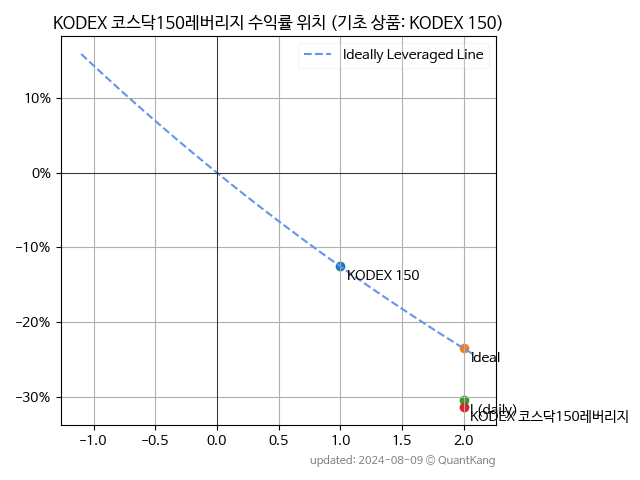 KODEX 코스닥150레버리지 수익률 위치 (기초 상품: KODEX 150)
Ideally Leveraged Line
10%
0%
KODEX 150
−10%
−20%
Ideal
−30%
(daily)
KODEX 코스닥150레버리지
−1.0 −0.5 0.0 0.5 1.0 1.5 2.0
updated: 2024-08-09 © QuantKang